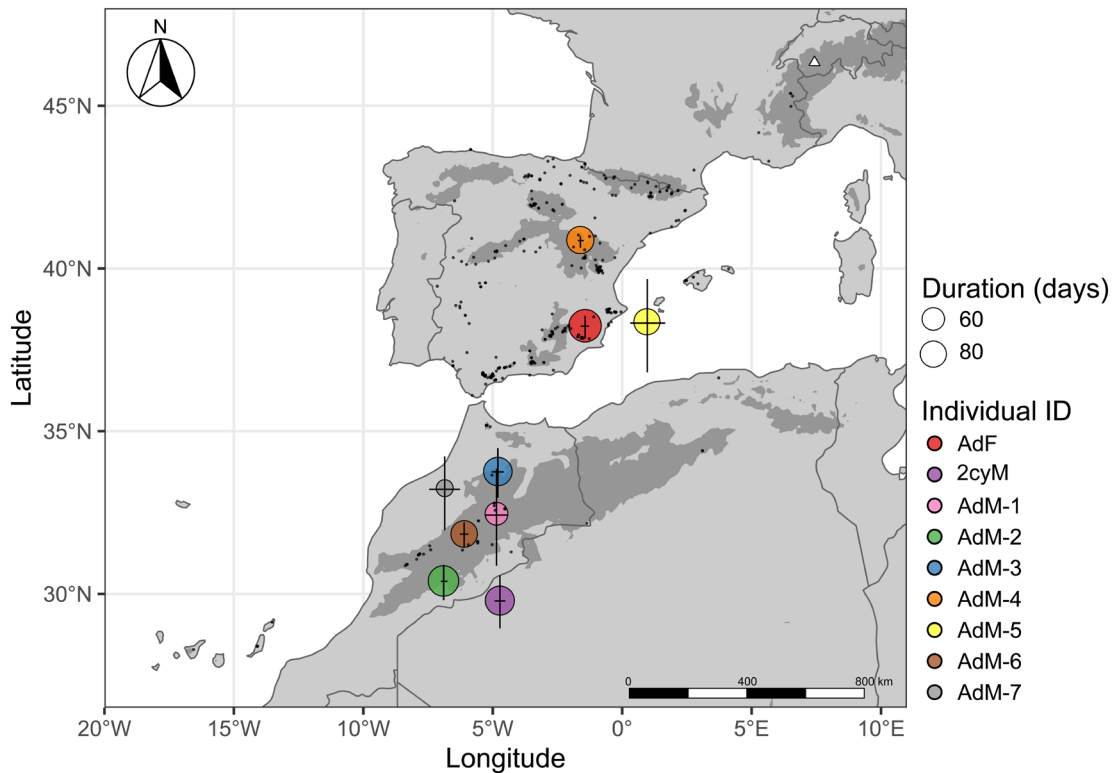 N
45°N
40°N
35°N
30°N
Latitude
20°W 15°W 10°W 5°W 0° 5°E 10°E
Longitude
0 400 800 km
Duration (days)
60
80
Individual ID
AdF
2cyM
AdM-1
AdM-2
AdM-3
AdM-4
AdM-5
AdM-6
AdM-7